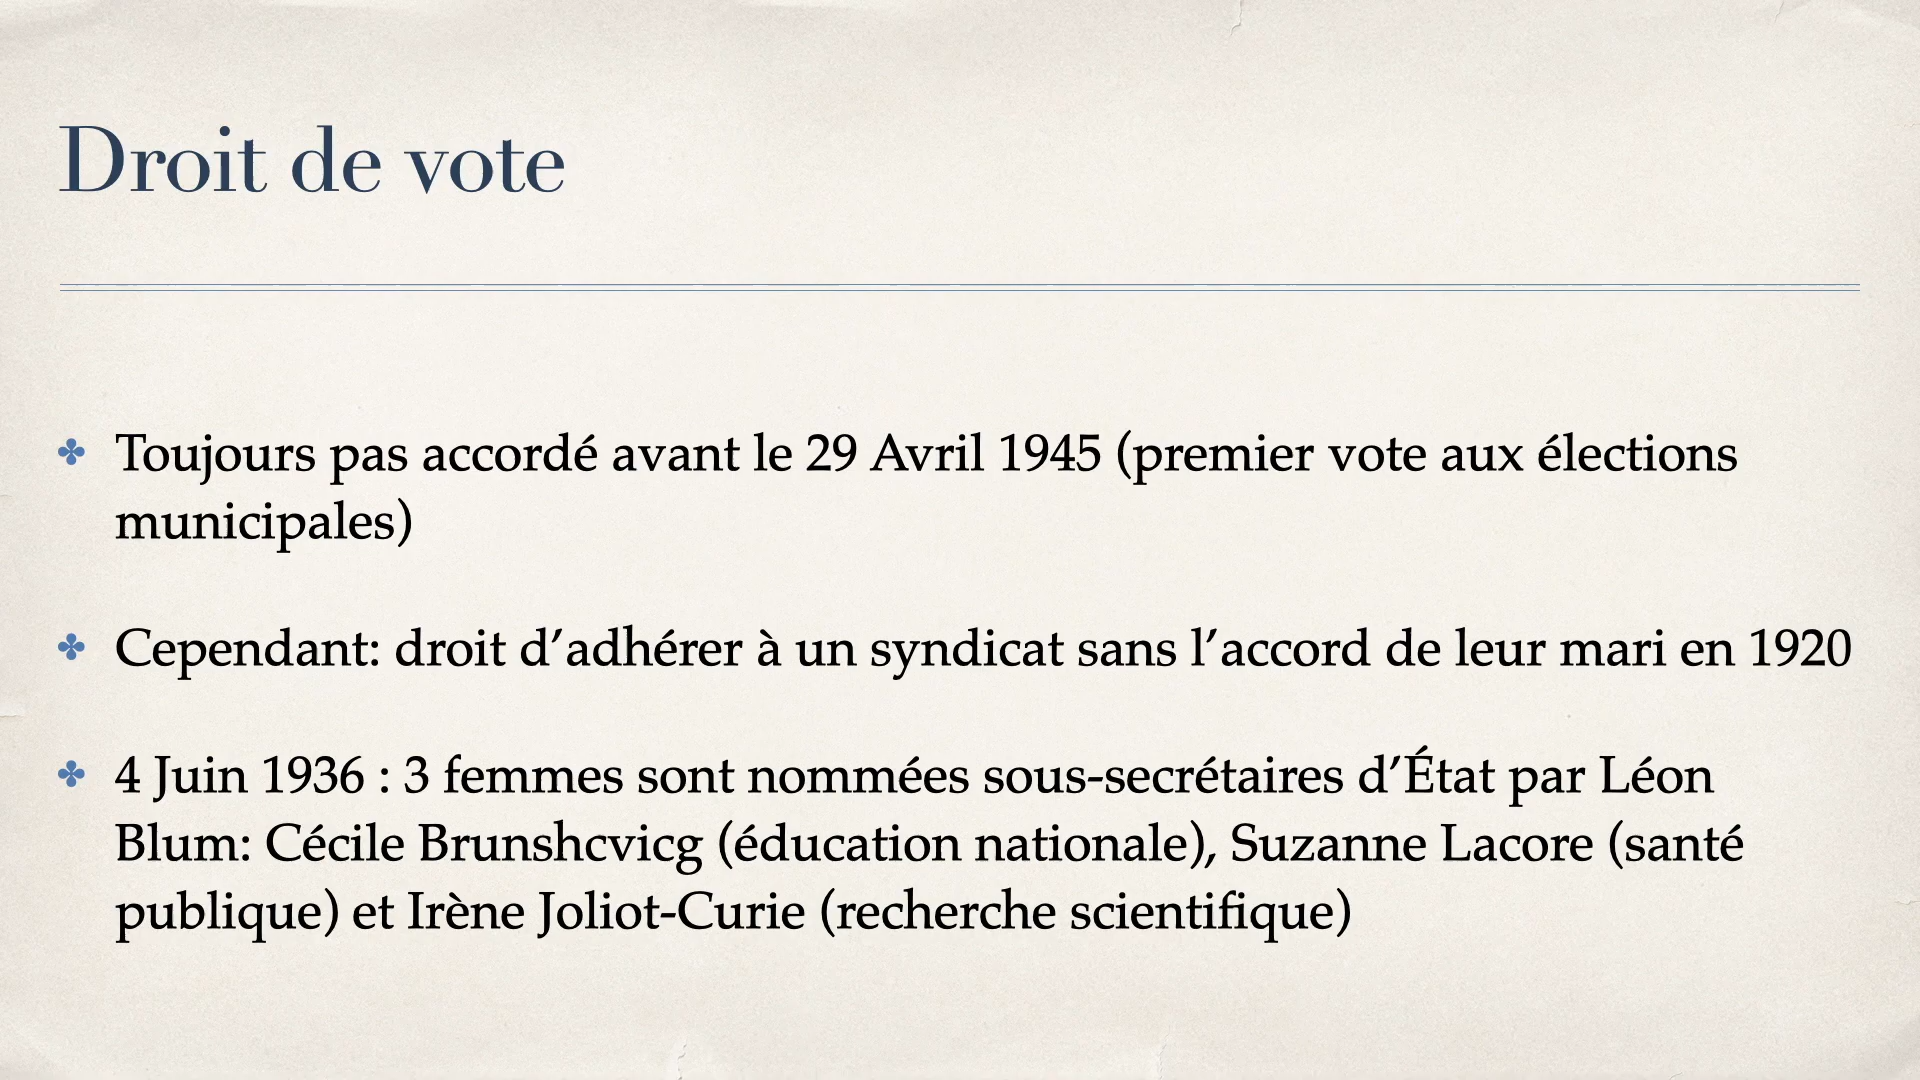 Droit de vote
Toujours pas accordé avant le 29 Avril 1945 (premier vote aux élections
municipales)
Cependant: droit d’adhérer à un syndicat sans l’accord de leur mari en 1920
4 Juin 1936 : 3 femmes sont nommées sous-secrétaires d’État par Léon
Blum: Cécile Brunshcvicg (éducation nationale), Suzanne Lacore (santé
publique) et Irène Joliot-Curie (recherche scientifique)